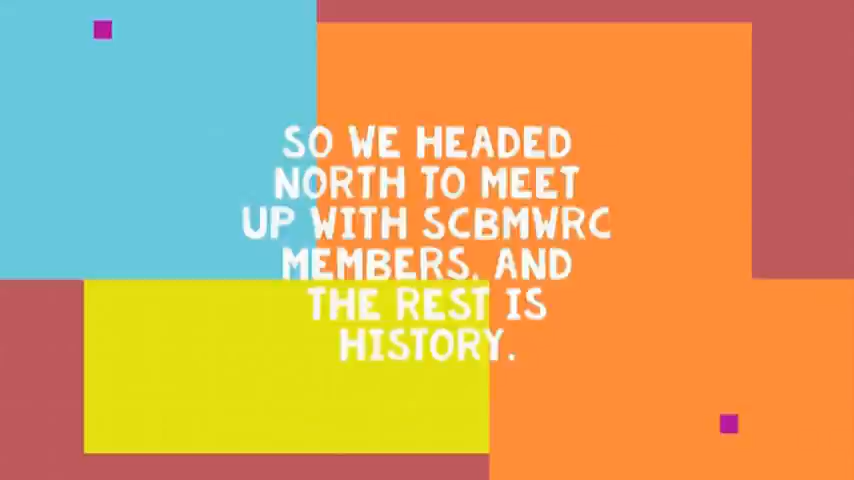 SO WE HEADED
NORTH TO MEET
UP WITH SCBMWRC
MEMBERS, AND
THE REST IS
HISTORY.